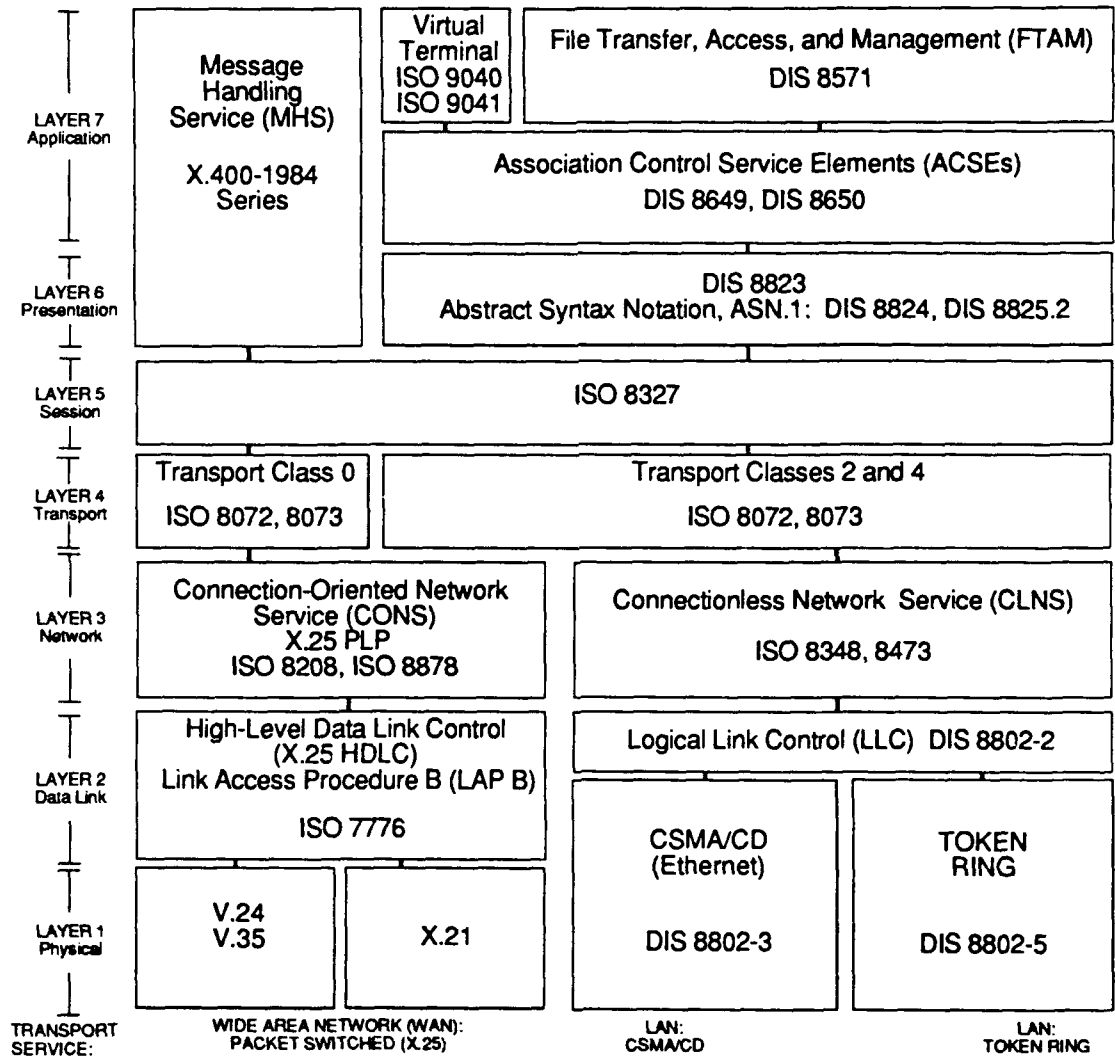 LAYER 7
Application
Message
Handling
Service (MHS)
X.400-1984
Series
Virtual
Terminal
ISO 9040
ISO 9041
File Transfer, Access, and Management (FTAM)
DIS 8571
Association Control Service Elements (ACSEs)
DIS 8649, DIS 8650
LAYER 6
Presentation
DIS 8823
Abstract Syntax Notation, ASN.1: DIS 8824, DIS 8825.2
LAYER 5
Session
ISO 8327
LAYER 4
Transport
Transport Class 0
ISO 8072, 8073
Transport Classes 2 and 4
ISO 8072, 8073
LAYER 3
Network
Connection-Oriented Network
Service (CONS)
X.25 PLP
ISO 8208, ISO 8878
Connectionless Network Service (CLNS)
ISO 8348, 8473
LAYER 2
Data Link
High-Level Data Link Control
(X.25 HDLC)
Link Access Procedure B (LAP B)
ISO 7776
Logical Link Control (LLC) DIS 8802-2
CSMA/CD
(Ethernet)
DIS 8802-3
TOKEN
RING
DIS 8802-5
LAYER 1
Physical
V.24
V.35
X.21
TRANSPORT
SERVICE:
WIDE AREA NETWORK (WAN):
PACKET SWITCHED (X.25)
LAN:
CSMA/CD
LAN:
TOKEN RING